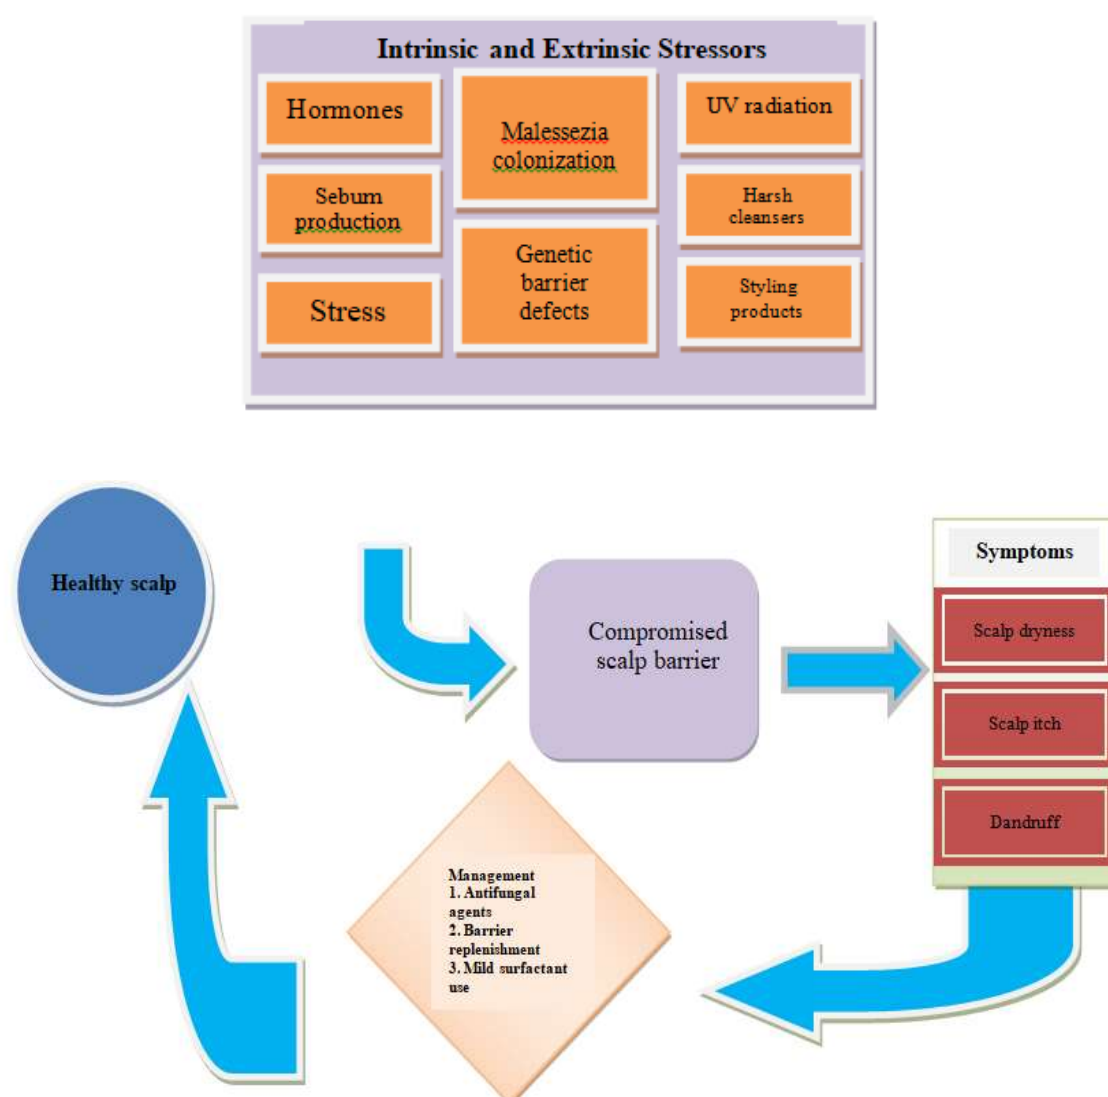 Intrinsic and Extrinsic Stressors
Hormones
Malessezia
colonization
UV radiation
Sebum
production
Harsh
cleansers
Genetic
barrier
defects
Stress
Styling
products
Healthy scalp
Compromised
scalp barrier
Symptoms
Scalp dryness
Scalp itch
Dandruff
Management
1. Antifungal
agents
2. Barrier
replenishment
3. Mild surfactant
use